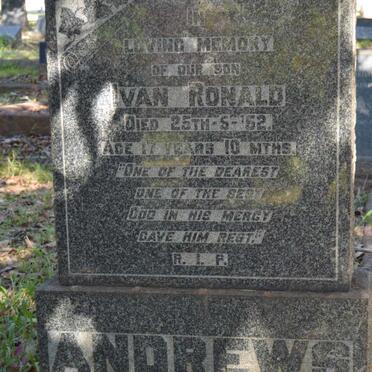 IN
LOVING MEMORY
OF OUR SON
IVAN RONALD
DIED 25TH-5-'52.
AGE 17 YEARS 10 MTHS.
"ONE OF THE DEAREST
ONE OF THE BEST
GOD IN HIS MERCY
GAVE HIM REST."
R. I. P.
ANDREWS